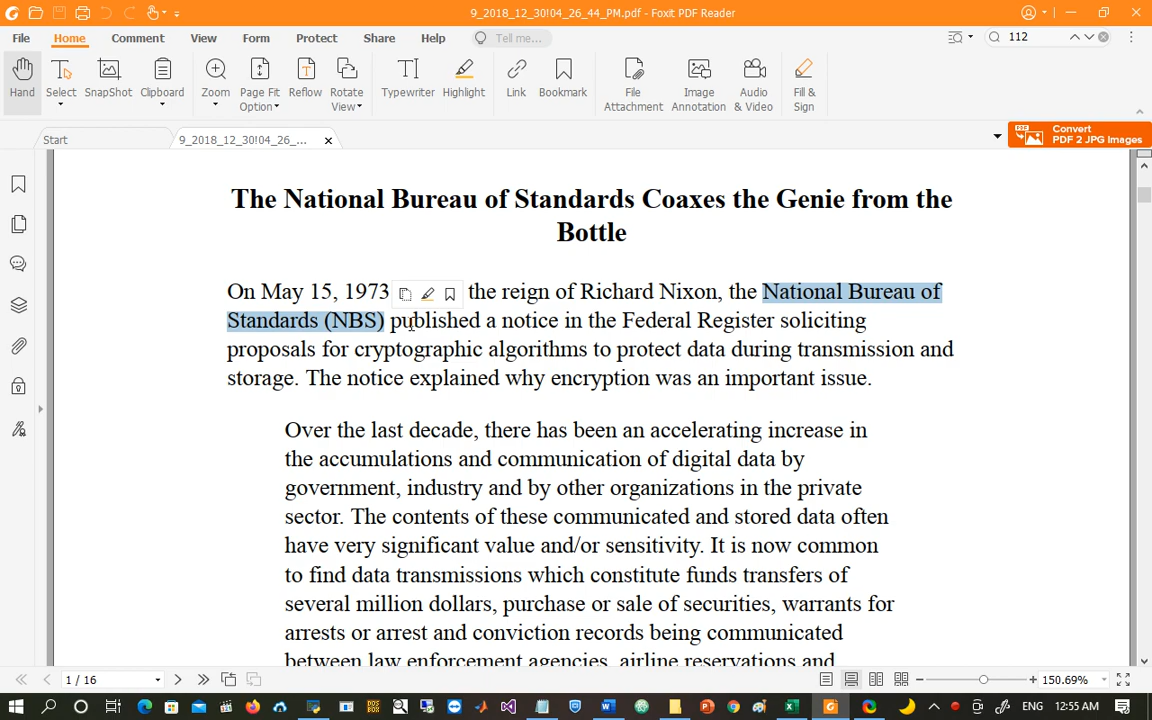 9_2018_12_30!04_26_44_PM.pdf - Foxit PDF Reader
File Home Comment View Form Protect Share Help Tell me... 112
Hand Select SnapShot Clipboard Zoom Page Fit Option Reflow Rotate View Typewriter Highlight Link Bookmark File Attachment Image Annotation Audio & Video Fill & Sign
Start 9_2018_12_30!04_26_... Convert PDF 2 JPG Images
The National Bureau of Standards Coaxes the Genie from the
Bottle
On May 15, 1973 the reign of Richard Nixon, the National Bureau of
Standards (NBS) published a notice in the Federal Register soliciting
proposals for cryptographic algorithms to protect data during transmission and
storage. The notice explained why encryption was an important issue.
Over the last decade, there has been an accelerating increase in
the accumulations and communication of digital data by
government, industry and by other organizations in the private
sector. The contents of these communicated and stored data often
have very significant value and/or sensitivity. It is now common
to find data transmissions which constitute funds transfers of
several million dollars, purchase or sale of securities, warrants for
arrests or arrest and conviction records being communicated
between law enforcement agencies, airline reservations and
1 / 16 150.69%
ENG 12:55 AM